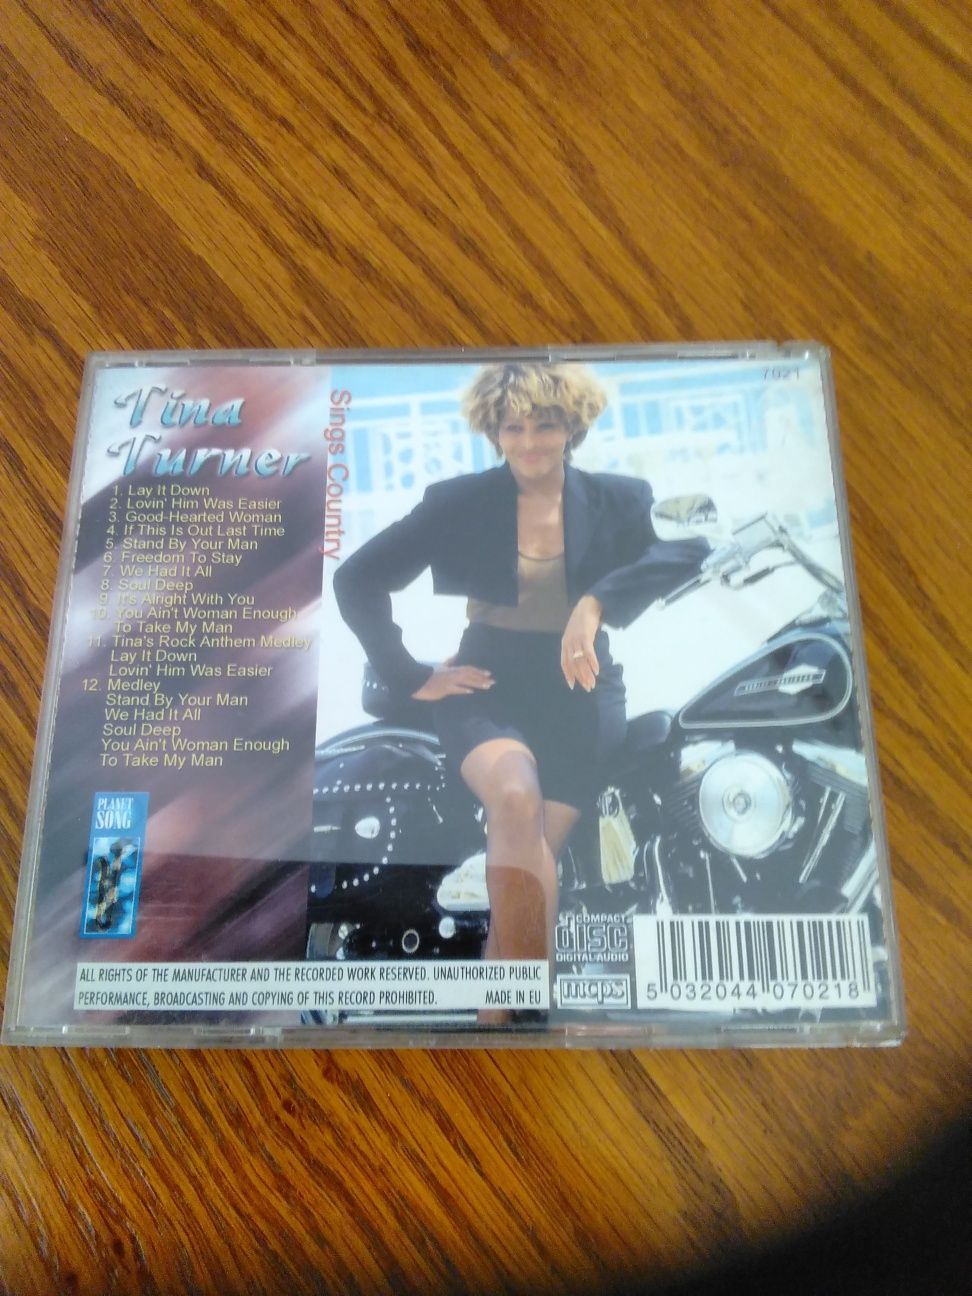 Tina
Turner
Sings Country
7021
1. Lay It Down
2. Lovin' Him Was Easier
3. Good-Hearted Woman
4. If This Is Out Last Time
5. Stand By Your Man
6. Freedom To Stay
7. We Had It All
8. Soul Deep
9. It's Alright With You
10. You Ain't Woman Enough
To Take My Man
11. Tina's Rock Anthem Medley
Lay It Down
Lovin' Him Was Easier
12. Medley
Stand By Your Man
We Had It All
Soul Deep
You Ain't Woman Enough
To Take My Man
PLANET
SONG
ALL RIGHTS OF THE MANUFACTURER AND THE RECORDED WORK RESERVED. UNAUTHORIZED PUBLIC
PERFORMANCE, BROADCASTING AND COPYING OF THIS RECORD PROHIBITED. MADE IN EU
COMPACT
disc
DIGITAL AUDIO
mcps
5 032044 070218